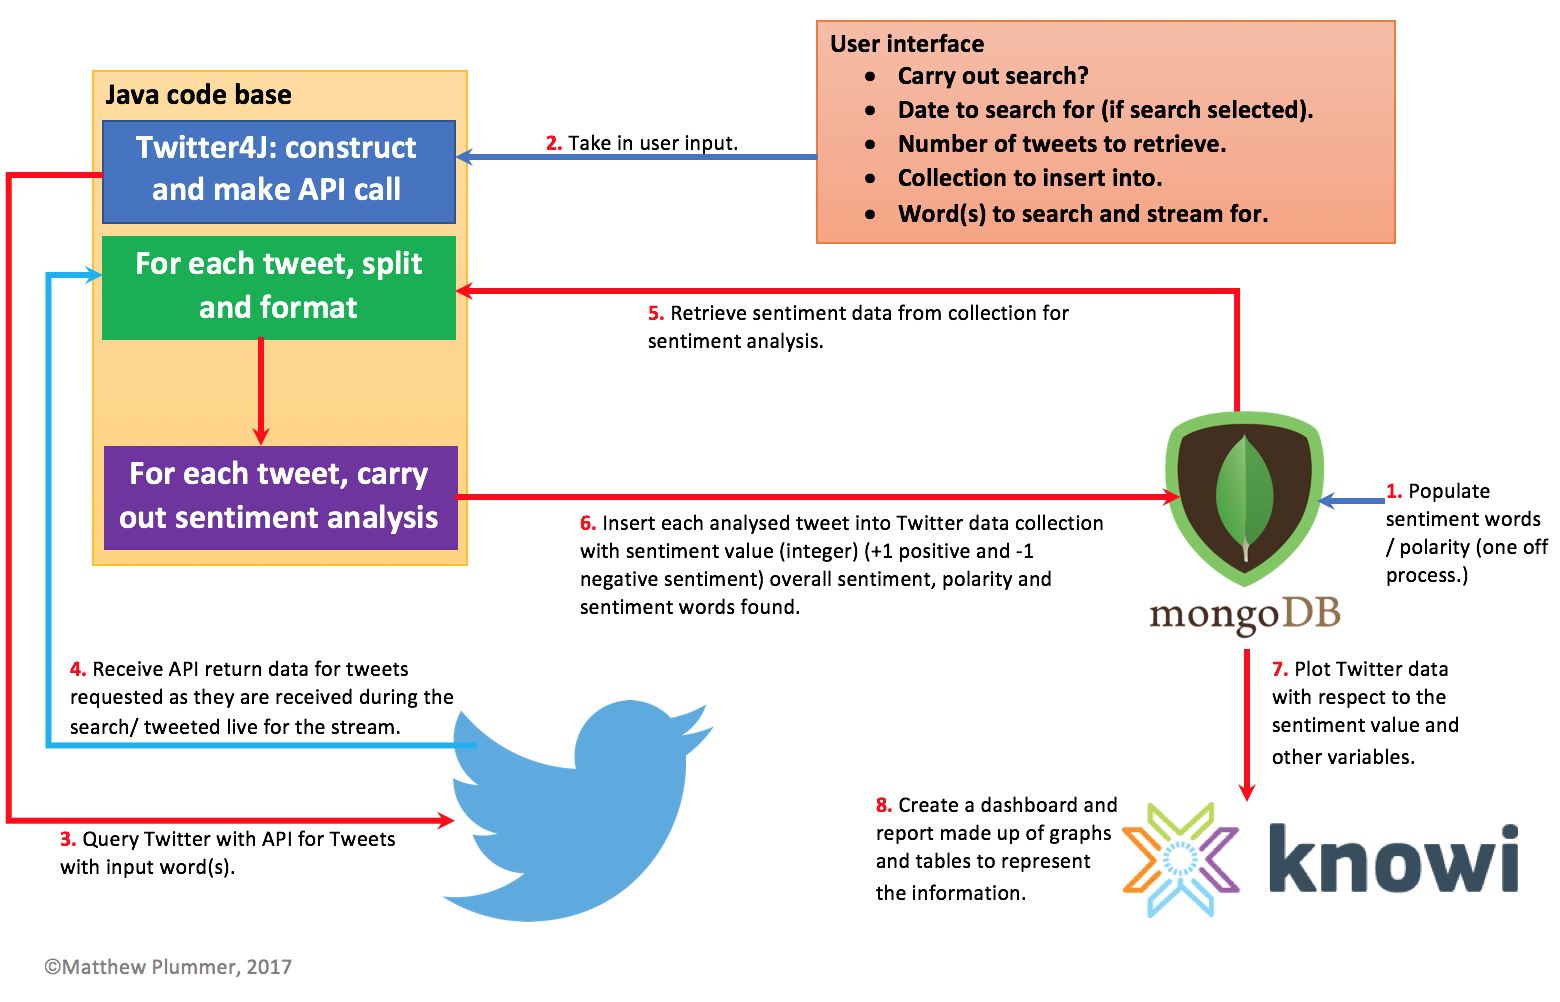 User interface
• Carry out search?
• Date to search for (if search selected).
• Number of tweets to retrieve.
• Collection to insert into.
• Word(s) to search and stream for.
Java code base
Twitter4J: construct
and make API call
2. Take in user input.
For each tweet, split
and format
5. Retrieve sentiment data from collection for
sentiment analysis.
For each tweet, carry
out sentiment analysis
6. Insert each analysed tweet into Twitter data collection
with sentiment value (integer) (+1 positive and -1
negative sentiment) overall sentiment, polarity and
sentiment words found.
1. Populate
sentiment words
/ polarity (one off
process.)
mongoDB
4. Receive API return data for tweets
requested as they are received during the
search/ tweeted live for the stream.
7. Plot Twitter data
with respect to the
sentiment value and
other variables.
3. Query Twitter with API for Tweets
with input word(s).
8. Create a dashboard and
report made up of graphs
and tables to represent
the information.
knowi
©Matthew Plummer, 2017